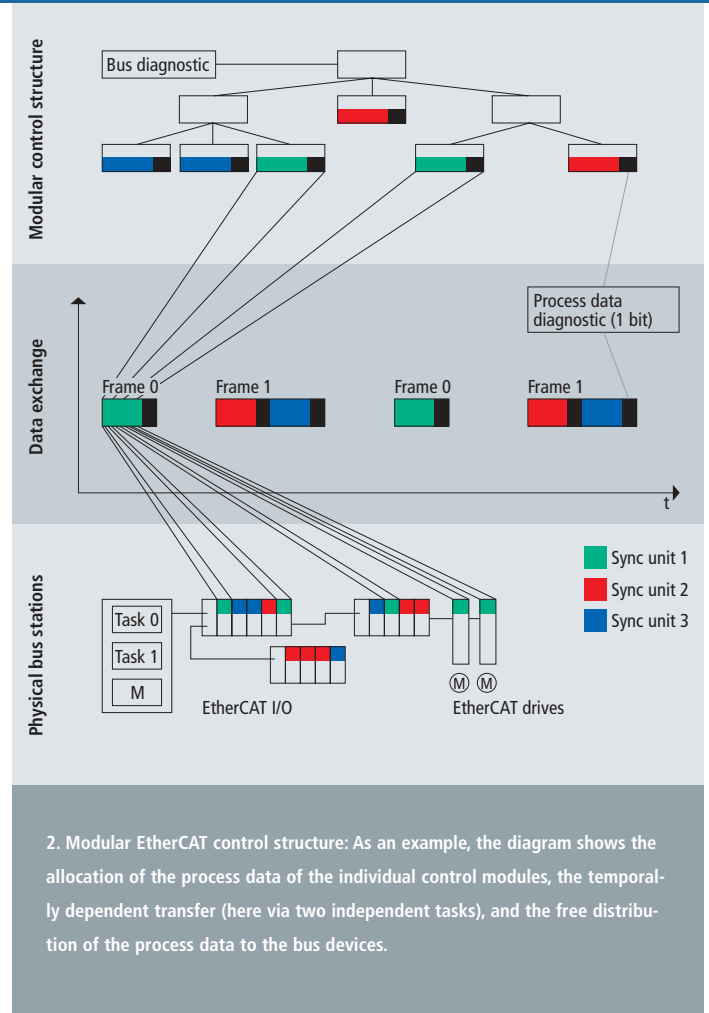 Modular control structure
Bus diagnostic
Data exchange
Process data
diagnostic (1 bit)
Frame 0
Frame 1
Frame 0
Frame 1
t
Physical bus stations
Sync unit 1
Sync unit 2
Sync unit 3
Task 0
Task 1
M
M
M
EtherCAT I/O
EtherCAT drives
2. Modular EtherCAT control structure: As an example, the diagram shows the
allocation of the process data of the individual control modules, the temporal-
ly dependent transfer (here via two independent tasks), and the free distribu-
tion of the process data to the bus devices.